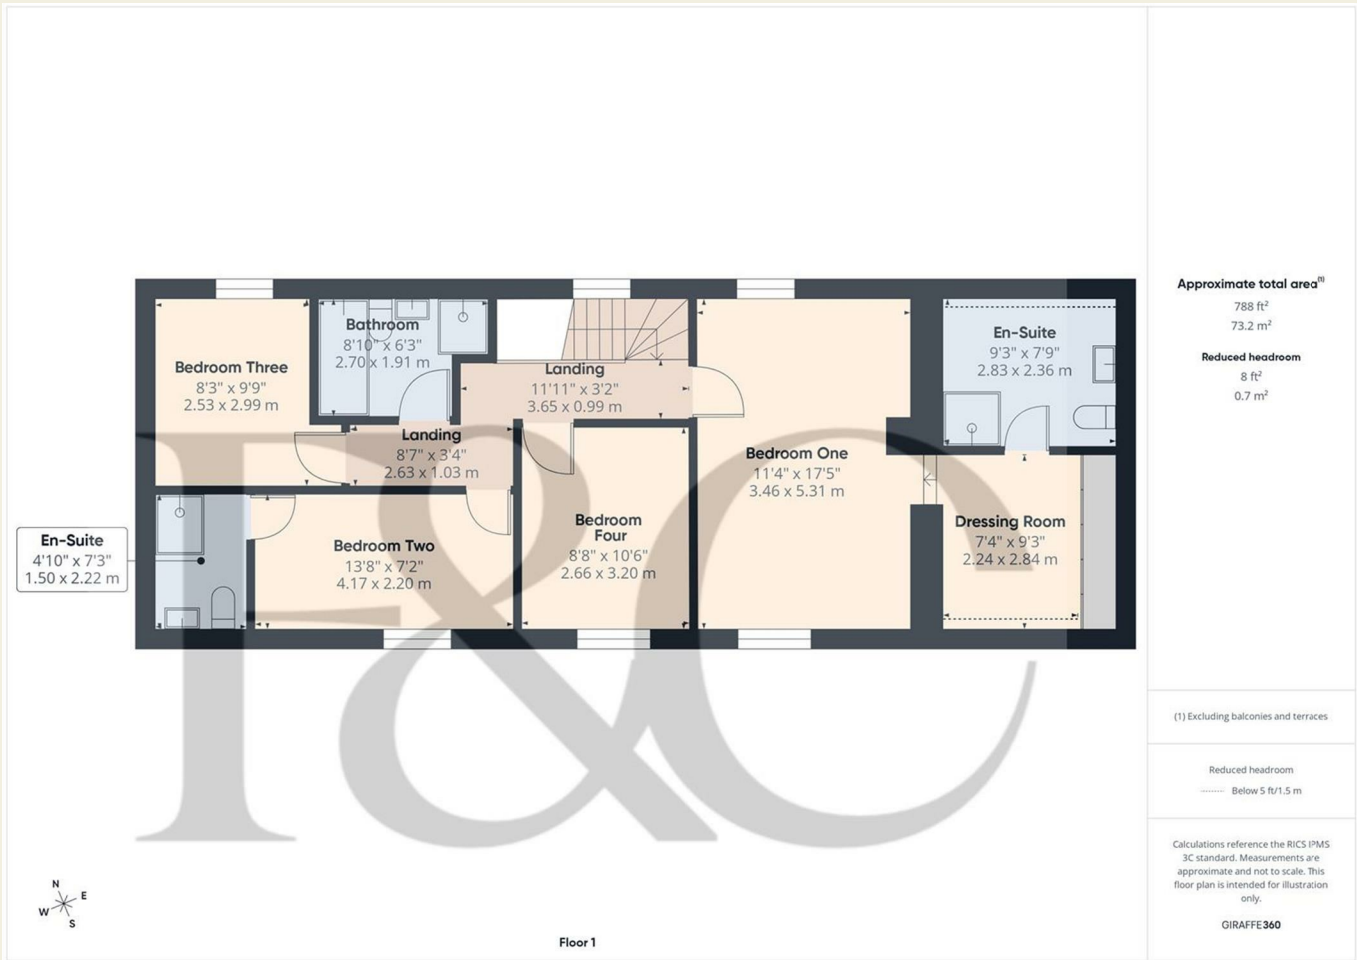 Bedroom Three
8'3" x 9'9"
2.53 x 2.99 m
Bathroom
8'10" x 6'3"
2.70 x 1.91 m
Landing
11'11" x 3'2"
3.65 x 0.99 m
Landing
8'7" x 3'4"
2.63 x 1.03 m
En-Suite
4'10" x 7'3"
1.50 x 2.22 m
Bedroom Two
13'8" x 7'2"
4.17 x 2.20 m
Bedroom
Four
8'8" x 10'6"
2.66 x 3.20 m
Bedroom One
11'4" x 17'5"
3.46 x 5.31 m
En-Suite
9'3" x 7'9"
2.83 x 2.36 m
Dressing Room
7'4" x 9'3"
2.24 x 2.84 m
F&C
N
E
W
S
Floor 1
Approximate total area(1)
788 ft²
73.2 m²
Reduced headroom
8 ft²
0.7 m²
(1) Excluding balconies and terraces
Reduced headroom
Below 5 ft/1.5 m
Calculations reference the RICS IPMS
3C standard. Measurements are
approximate and not to scale. This
floor plan is intended for illustration
only.
GIRAFFE360